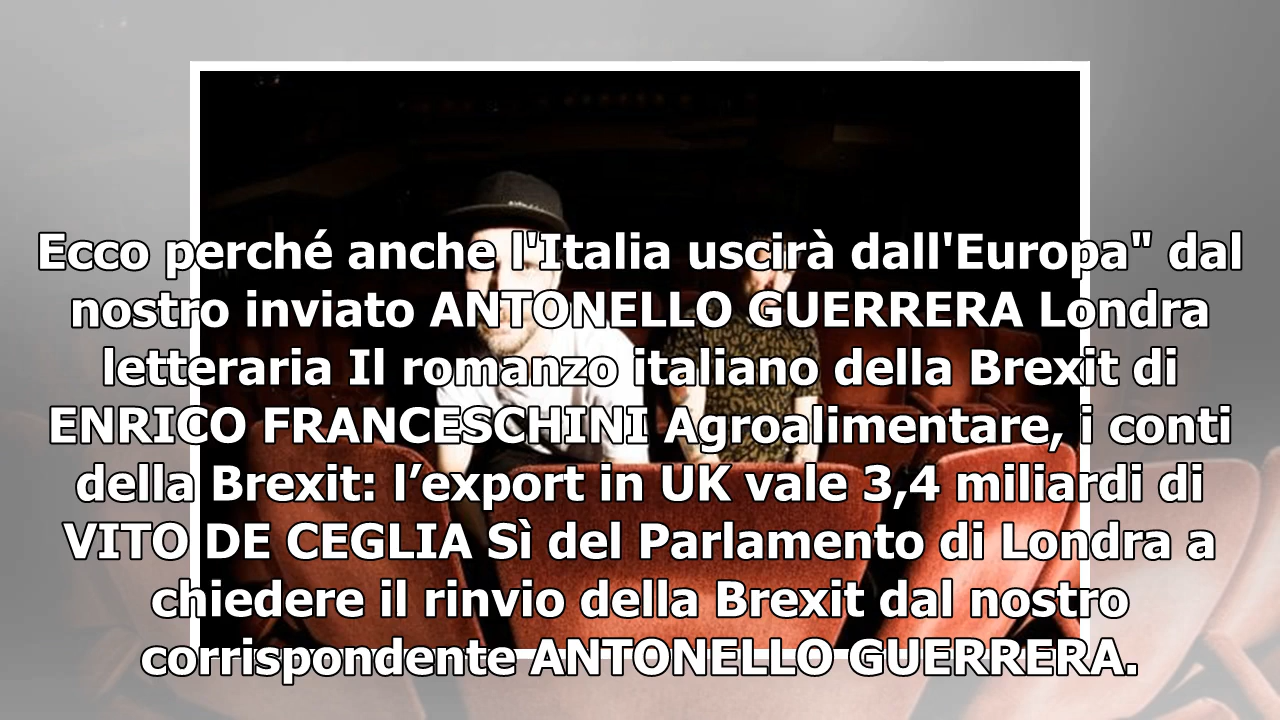 Ecco perché anche l'Italia uscirà dall'Europa" dal
nostro inviato ANTONELLO GUERRERA Londra
letteraria Il romanzo italiano della Brexit di
ENRICO FRANCESCHINI Agroalimentare, i conti
della Brexit: l’export in UK vale 3,4 miliardi di
VITO DE CEGLIA Sì del Parlamento di Londra a
chiedere il rinvio della Brexit dal nostro
corrispondente ANTONELLO GUERRERA.